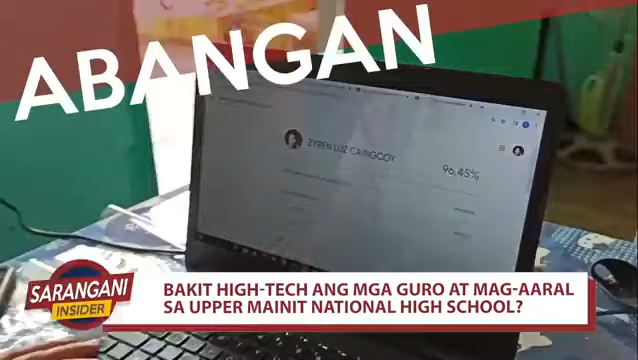 ABANGAN
ZYREN LUZ CAINGCOY
96.45%
SARANGANI
INSIDER
BAKIT HIGH-TECH ANG MGA GURO AT MAG-AARAL
SA UPPER MAINIT NATIONAL HIGH SCHOOL?